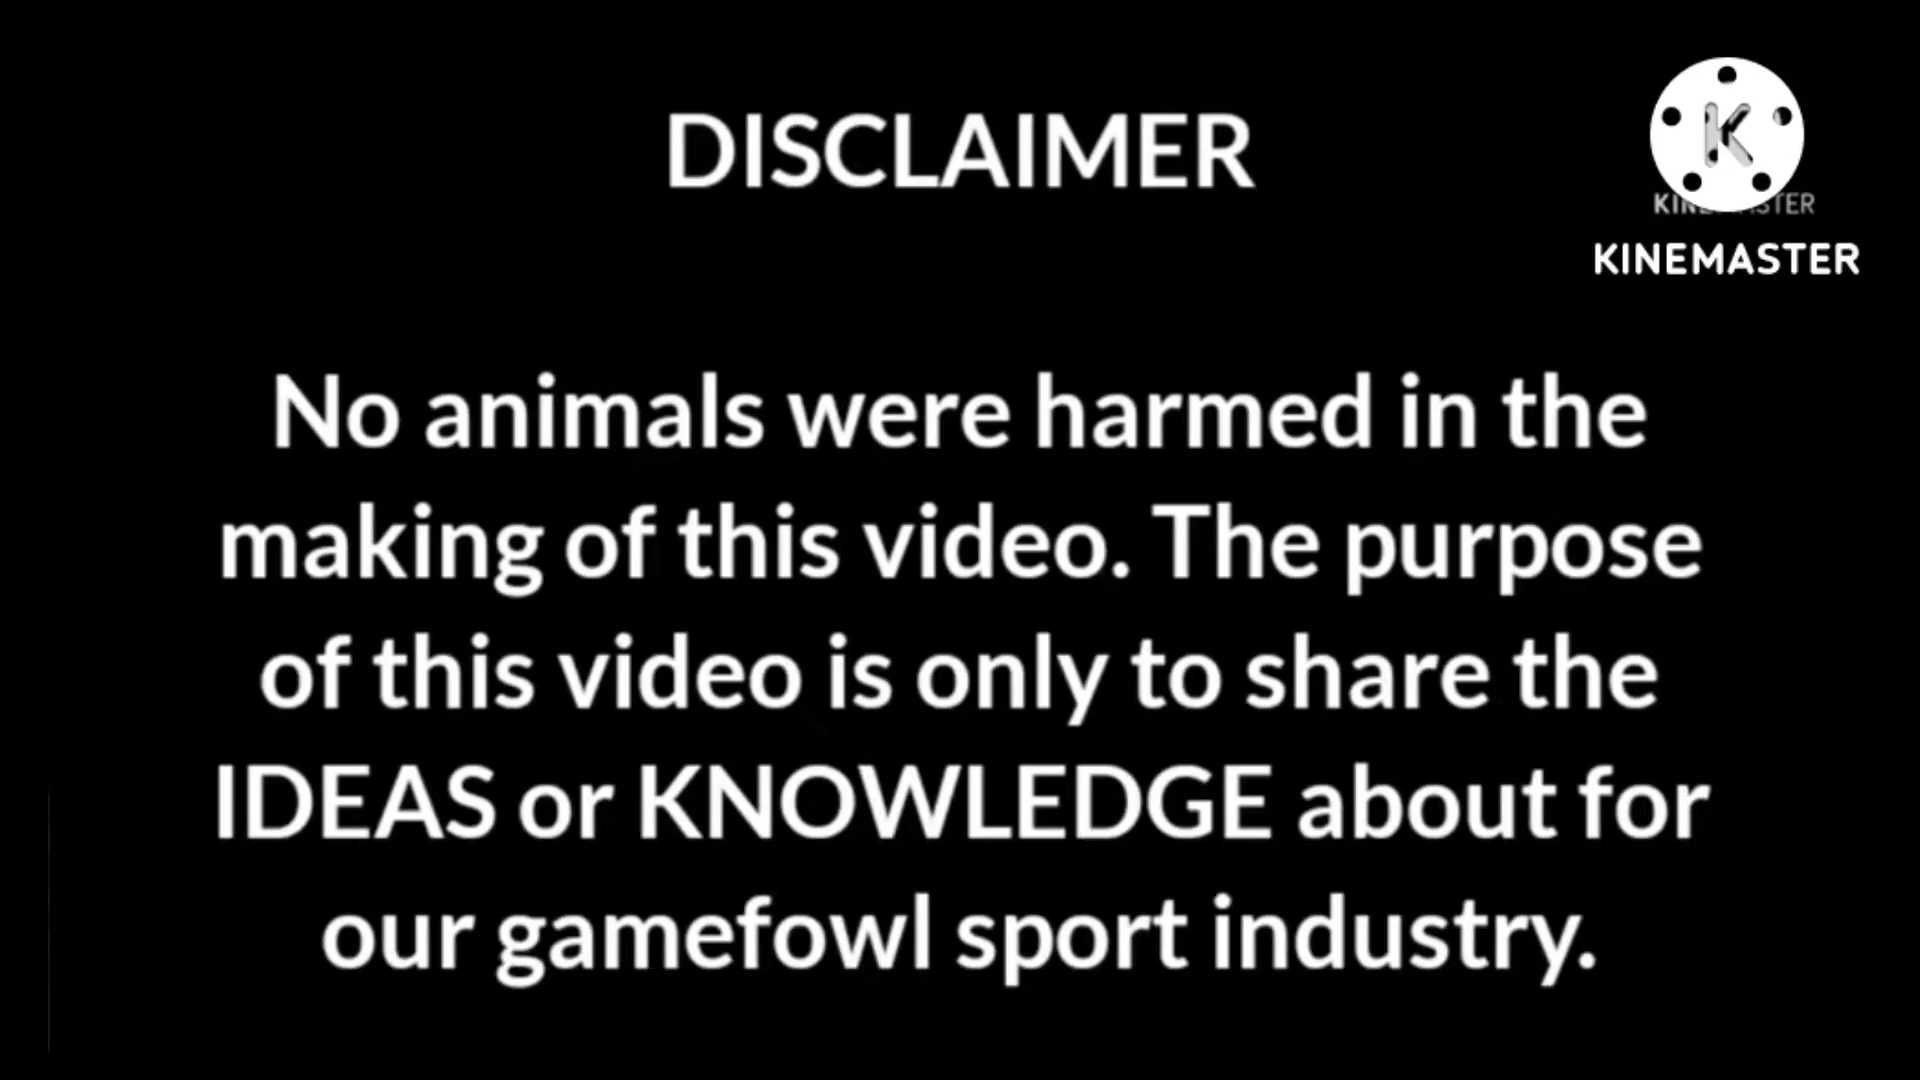 DISCLAIMER
K
KINEMASTER
KINEMASTER
No animals were harmed in the
making of this video. The purpose
of this video is only to share the
IDEAS or KNOWLEDGE about for
our gamefowl sport industry.